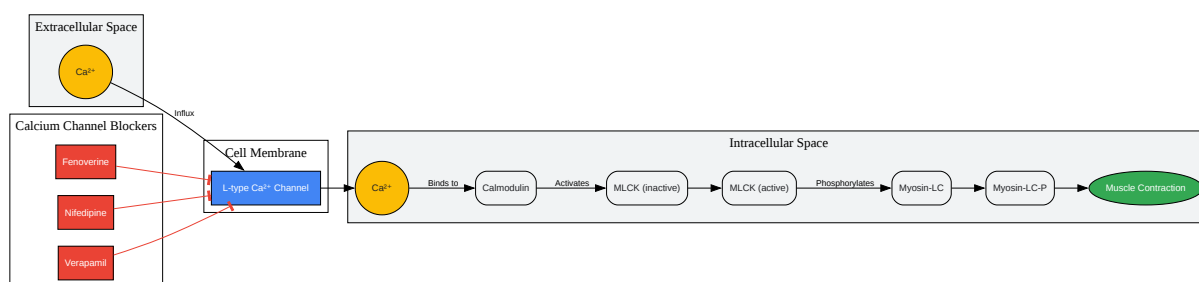 Extracellular Space
Ca²⁺
Influx
Calcium Channel Blockers
Fenoverine
Nifedipine
Verapamil
Cell Membrane
L-type Ca²⁺ Channel
Intracellular Space
Ca²⁺
Binds to
Calmodulin
Activates
MLCK (inactive)
MLCK (active)
Phosphorylates
Myosin-LC
Myosin-LC-P
Muscle Contraction